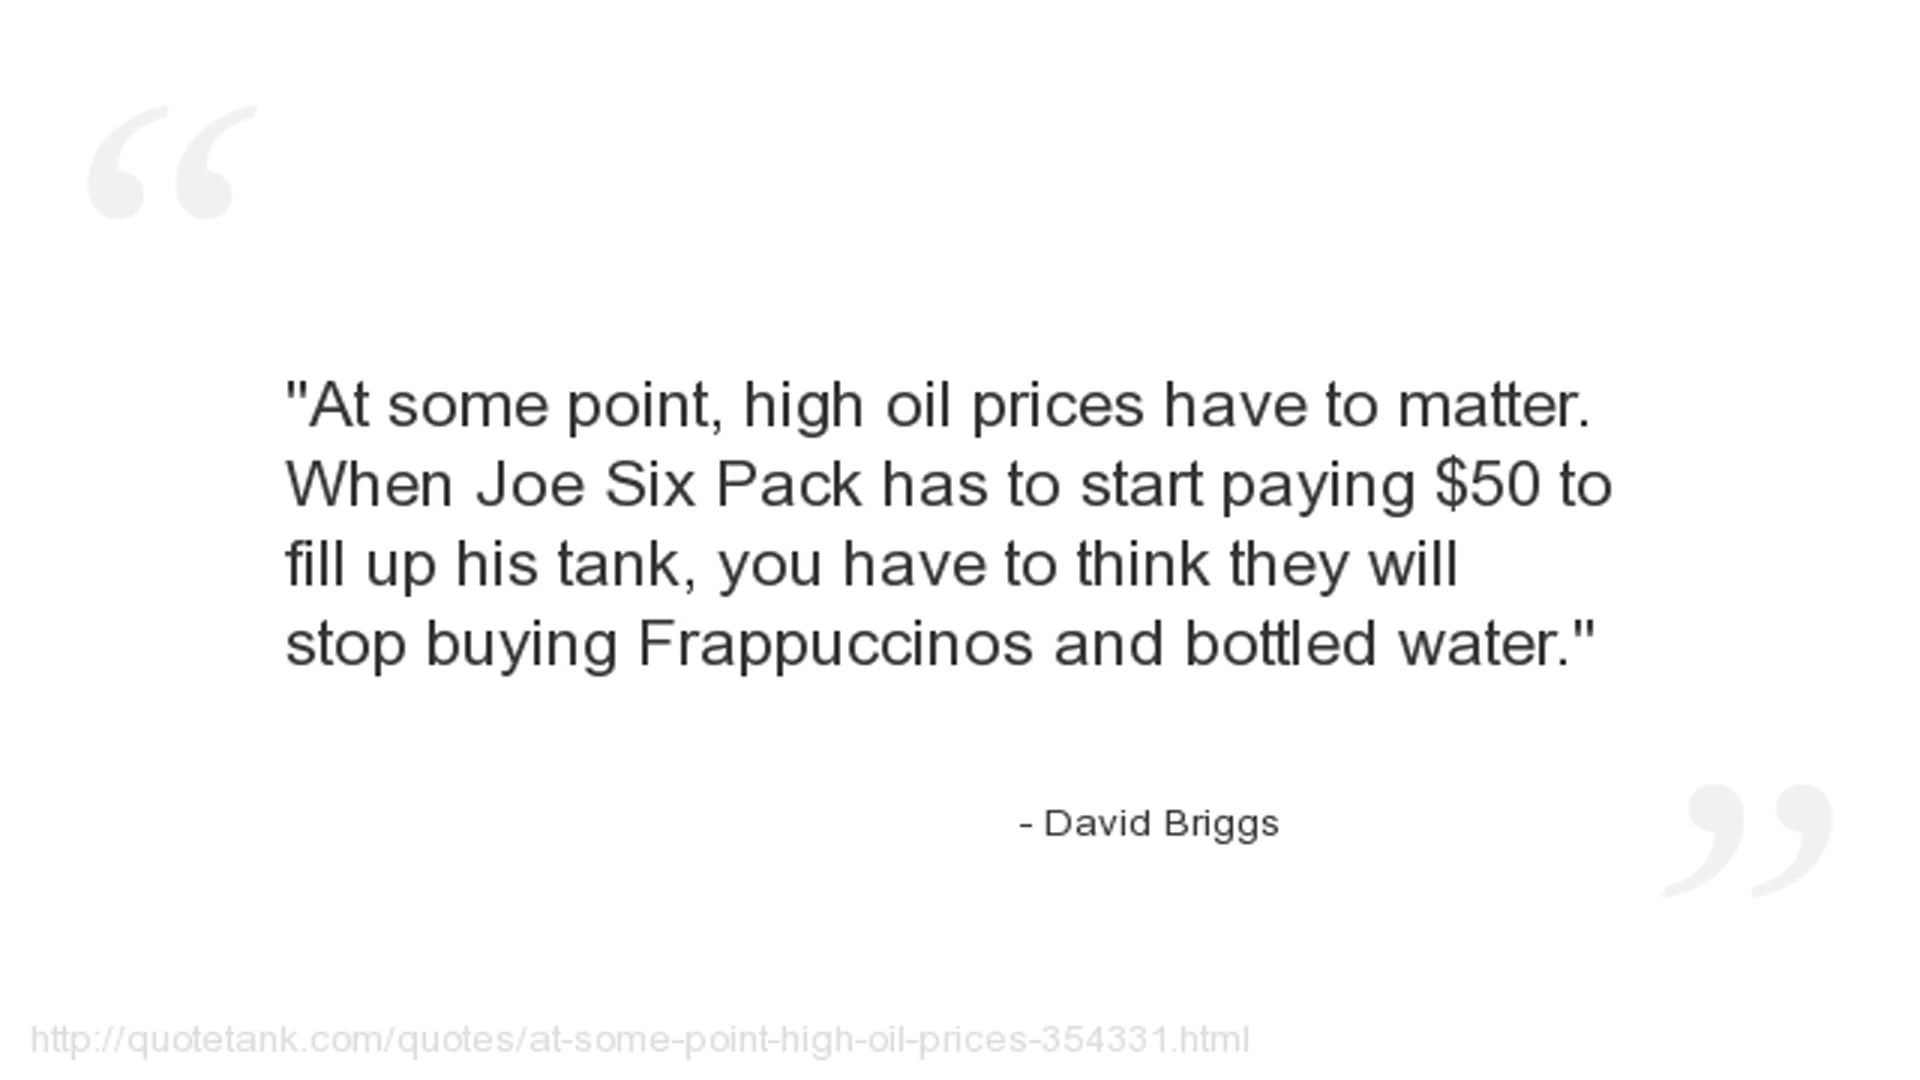 "At some point, high oil prices have to matter.
When Joe Six Pack has to start paying $50 to
fill up his tank, you have to think they will
stop buying Frappuccinos and bottled water."
- David Briggs
http://quotetank.com/quotes/at-some-point-high-oil-prices-354331.html